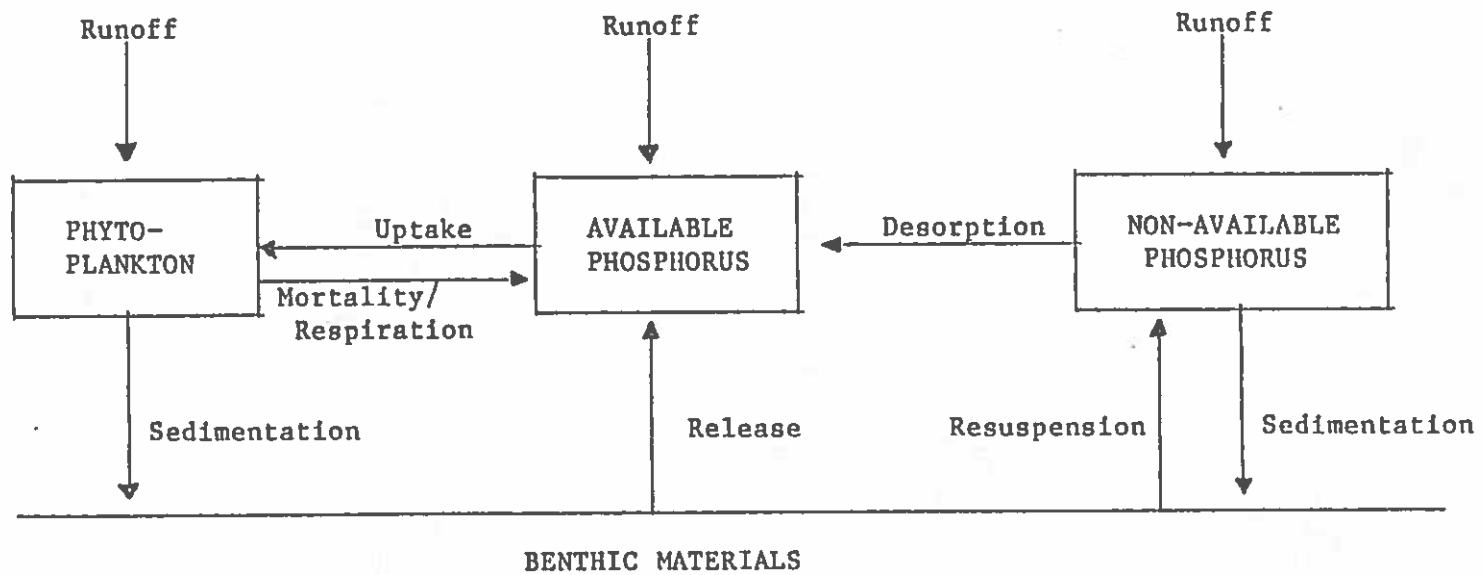 Runoff
Runoff
Runoff
PHYTO-
PLANKTON
Uptake
Mortality/
Respiration
AVAILABLE
PHOSPHORUS
Desorption
NON-AVAILABLE
PHOSPHORUS
Sedimentation
Release
Resuspension
Sedimentation
BENTHIC MATERIALS